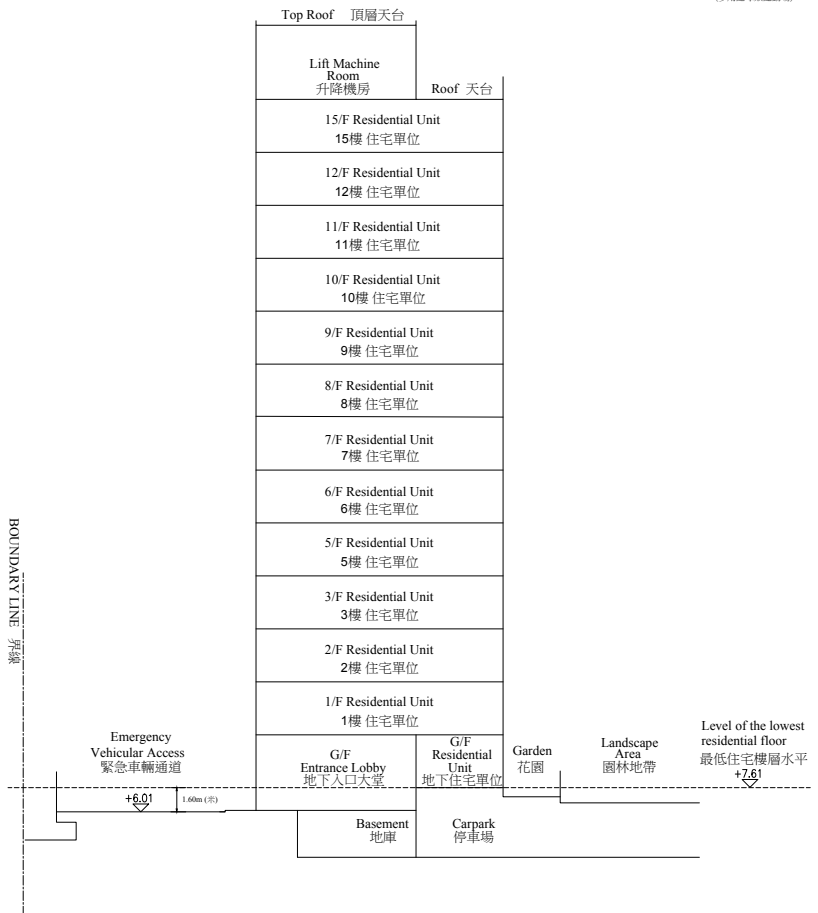 Top Roof 頂層天台
Lift Machine
Room
升降機房
Roof 天台
15/F Residential Unit
15樓 住宅單位
12/F Residential Unit
12樓 住宅單位
11/F Residential Unit
11樓 住宅單位
10/F Residential Unit
10樓 住宅單位
9/F Residential Unit
9樓 住宅單位
8/F Residential Unit
8樓 住宅單位
7/F Residential Unit
7樓 住宅單位
6/F Residential Unit
6樓 住宅單位
5/F Residential Unit
5樓 住宅單位
3/F Residential Unit
3樓 住宅單位
2/F Residential Unit
2樓 住宅單位
1/F Residential Unit
1樓 住宅單位
BOUNDARY LINE 界線
Emergency
Vehicular Access
緊急車輛通道
G/F
Entrance Lobby
地下入口大堂
G/F
Residential
Unit
地下住宅單位
Garden
花園
Landscape
Area
園林地帶
Level of the lowest
residential floor
最低住宅樓層水平
+7.61
+6.01
1.60m (米)
Basement
地庫
Carpark
停車場